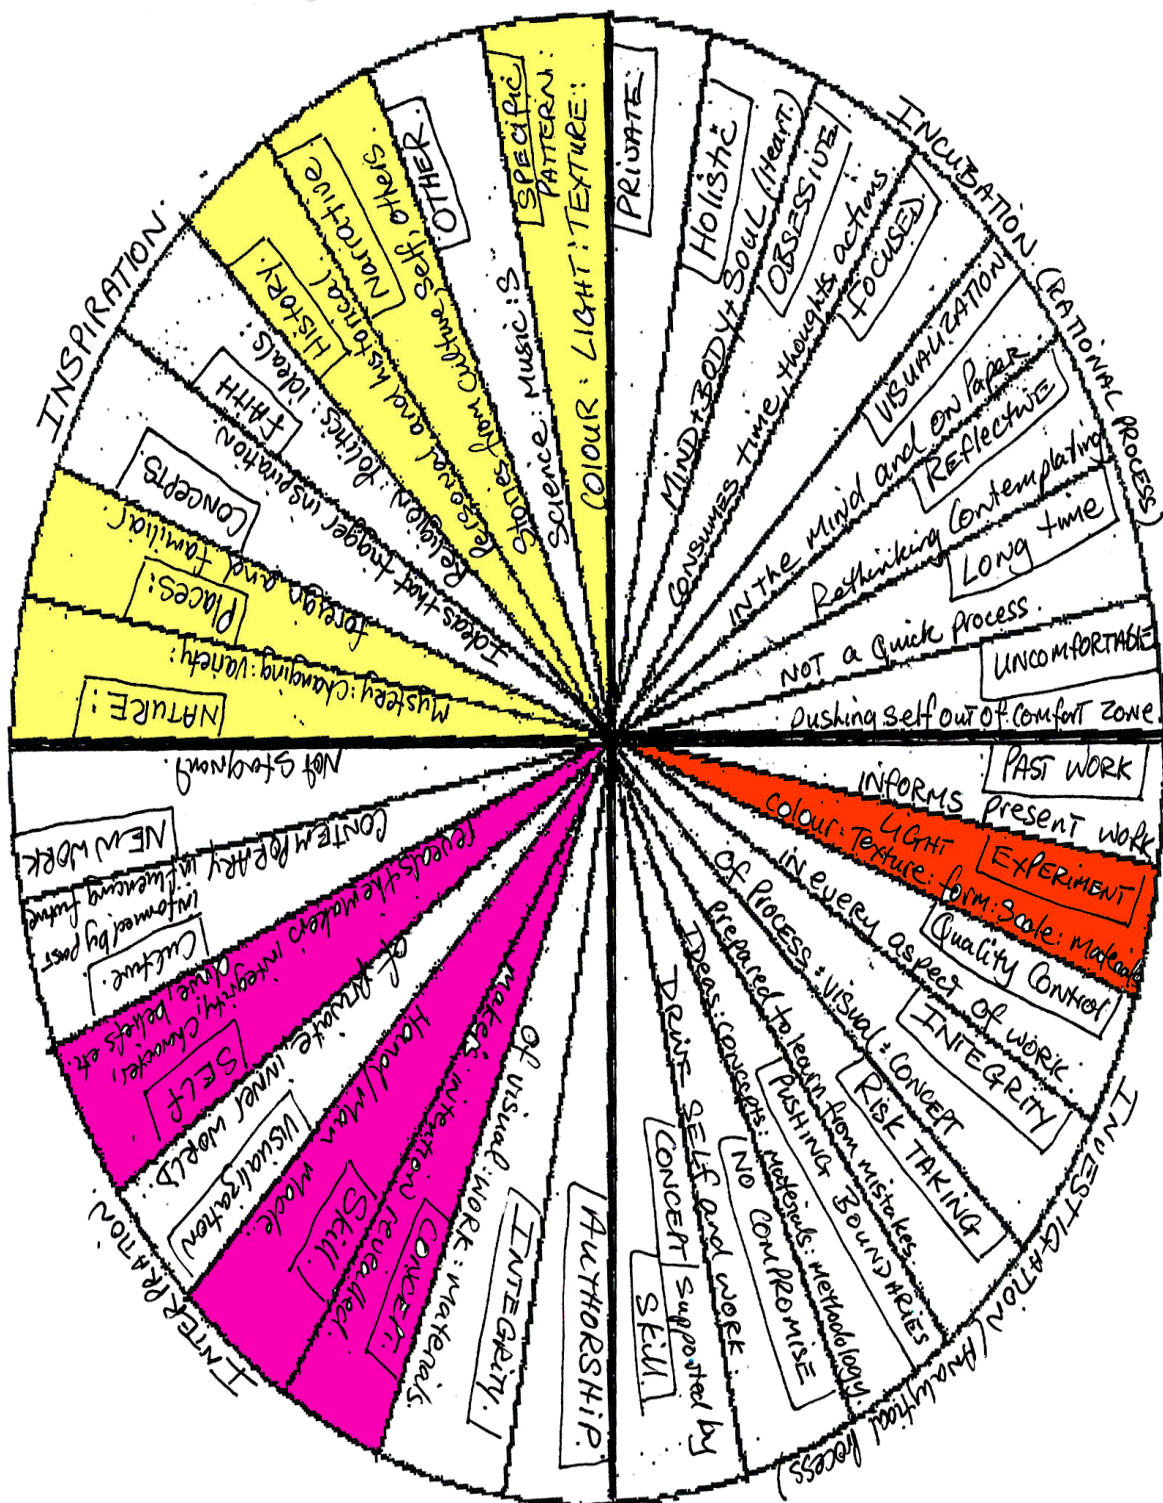 INSPIRATION.
SPECIFIC
PATTERN:
COLOUR: LIGHT: TEXTURE:
OTHER.
Science: Music: S
Narrative.
Stories from culture, self, others.
HISTORY.
Personal and historical
FAITH
Religion: Politics: ideals:
CONCEPTS.
Ideas that trigger inspiration.
Places:
foreign and familiar.
NATURE:
Mystery: changing: variety:
INCUBATION (RATIONAL PROCESS)
PRIVATE
Holistic
MIND+BODY+SOUL (Heart.)
OBSESSIVE
CONSUMES time, thoughts, actions
FOCUSED
VISUALIZATION
IN the MIND and on PapeR
Reflective
Rethinking Contemplating
LONG time
NOT a Quick process.
UNCOMFORTABLE
Pushing self out of comfort zone.
INVESTIGATION (Analytical Process)
PAST WORK
INFORMS present work
EXPERIMENT
LIGHT
Colour: Texture: form: Scale: Materials
Quality Control
in every aspect of work.
INTEGRITY
OF PROCESS: VISUAL: CONCEPT
RISK TAKING
Prepared to learn from mistakes.
PUSHING BOUNDARIES
IDeas: concepts: Materials: Methodology.
NO COMPROMISE
DRIVE SELF and WORK.
CONCEPT Supported by
Skill
INTERPRATION.
AUTHORSHIP.
INTEGRITY.
Of visual: WORK: materials.
CONCEPT.
makers: intention revealed.
Skill.
Hand/Man Made..
Visualization
of private, inner WORLD..
SELF
reveals the makers integrity, character,
drive, beliefs etc.
Culture.
informed by past
influencing future
NEW WORK
CONTEMPORARY
Not stagnant.